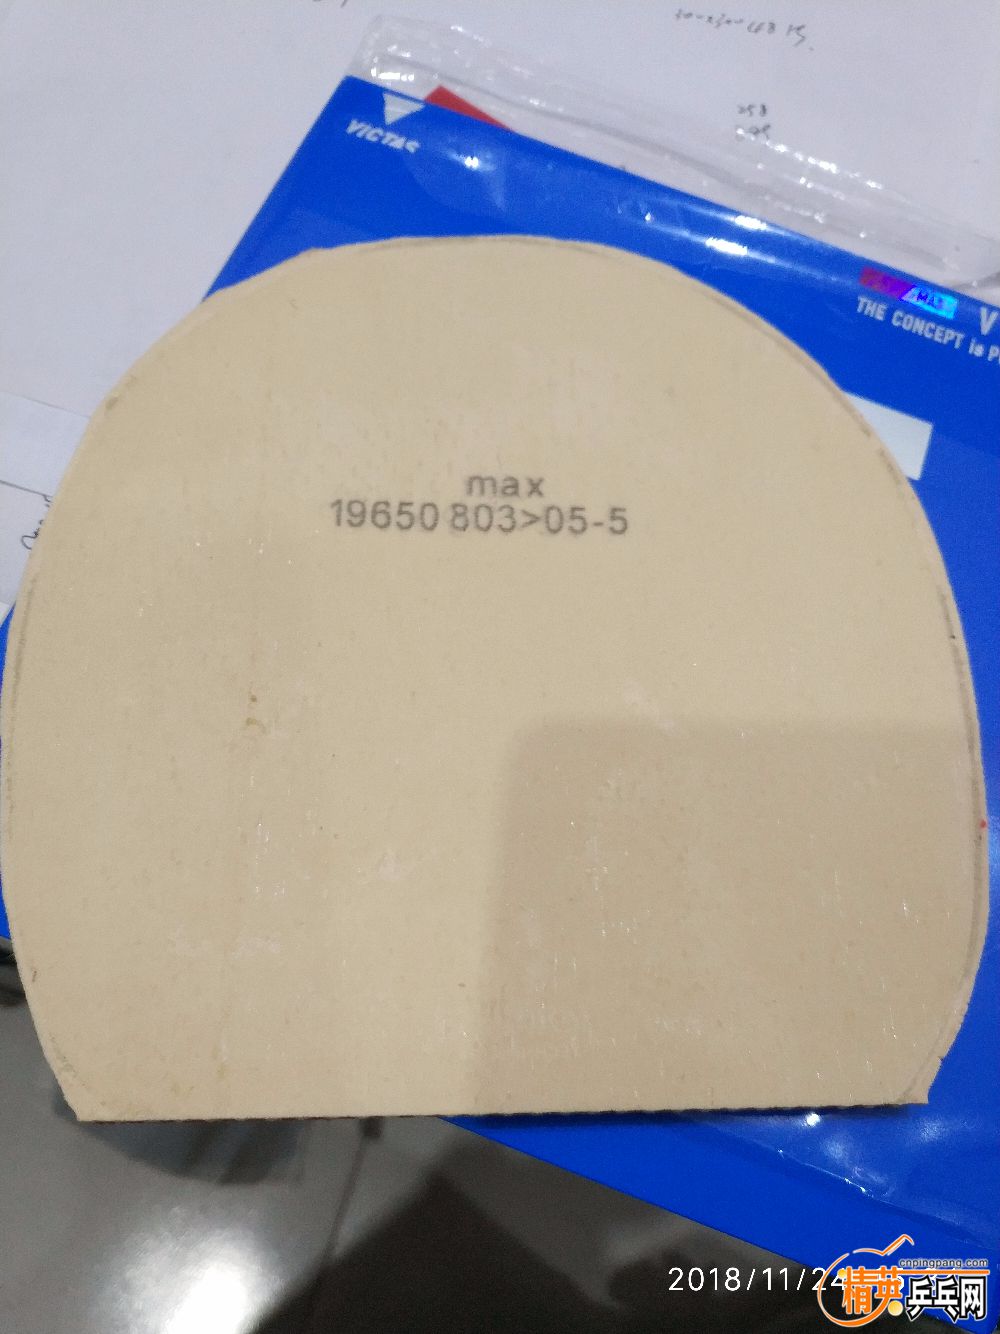 VICTAS
MAX
THE CONCEPT is
max
19650 803>05-5
2018/11/24
cnpingpang.com
精英乒乓网